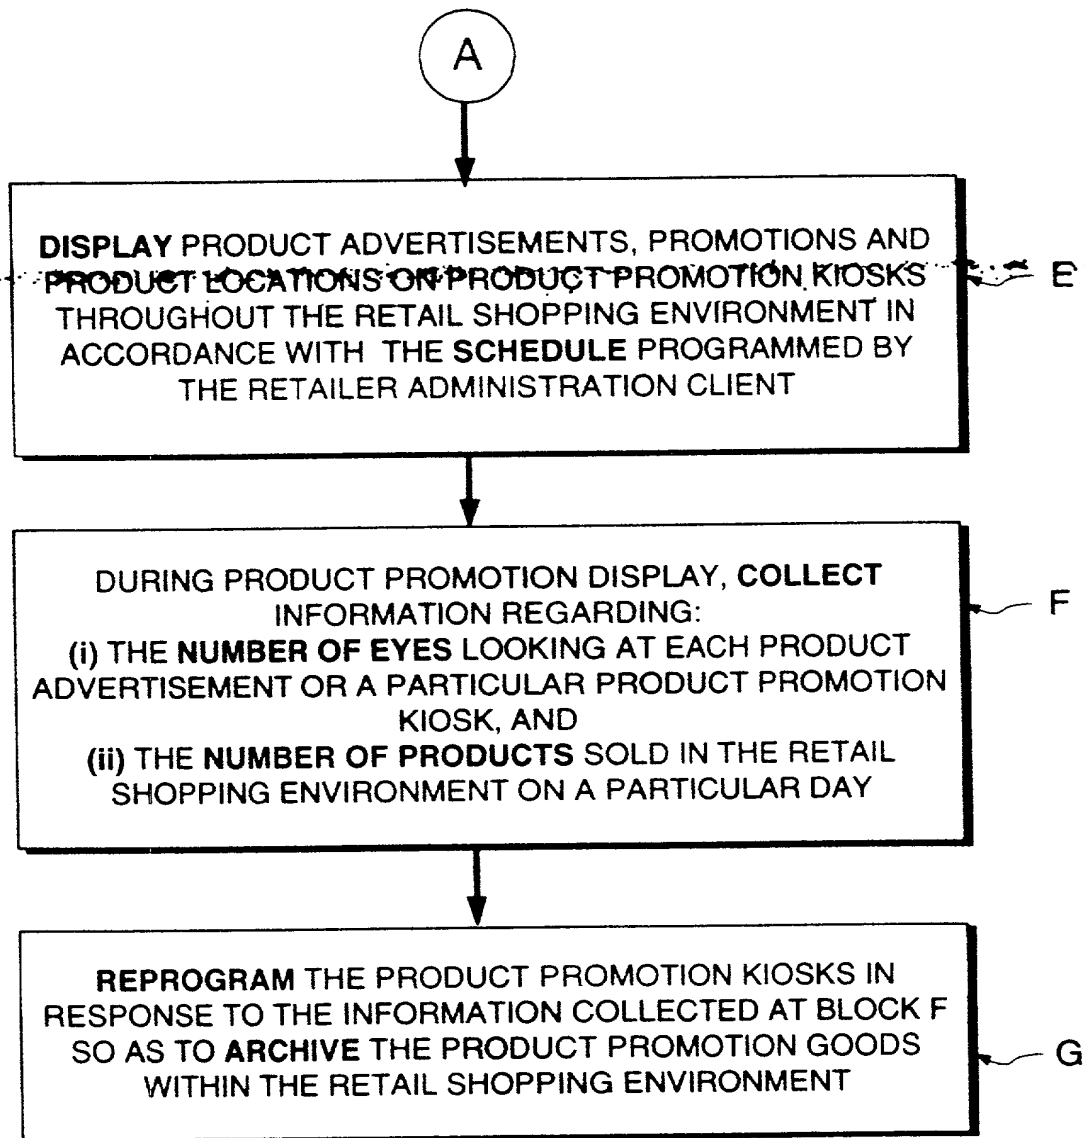 A
DISPLAY PRODUCT ADVERTISEMENTS, PROMOTIONS AND
PRODUCT LOCATIONS ON PRODUCT PROMOTION KIOSKS
THROUGHOUT THE RETAIL SHOPPING ENVIRONMENT IN
ACCORDANCE WITH THE SCHEDULE PROGRAMMED BY
THE RETAILER ADMINISTRATION CLIENT
E
DURING PRODUCT PROMOTION DISPLAY, COLLECT
INFORMATION REGARDING:
(i) THE NUMBER OF EYES LOOKING AT EACH PRODUCT
ADVERTISEMENT OR A PARTICULAR PRODUCT PROMOTION
KIOSK, AND
(ii) THE NUMBER OF PRODUCTS SOLD IN THE RETAIL
SHOPPING ENVIRONMENT ON A PARTICULAR DAY
F
REPROGRAM THE PRODUCT PROMOTION KIOSKS IN
RESPONSE TO THE INFORMATION COLLECTED AT BLOCK F
SO AS TO ARCHIVE THE PRODUCT PROMOTION GOODS
WITHIN THE RETAIL SHOPPING ENVIRONMENT
G